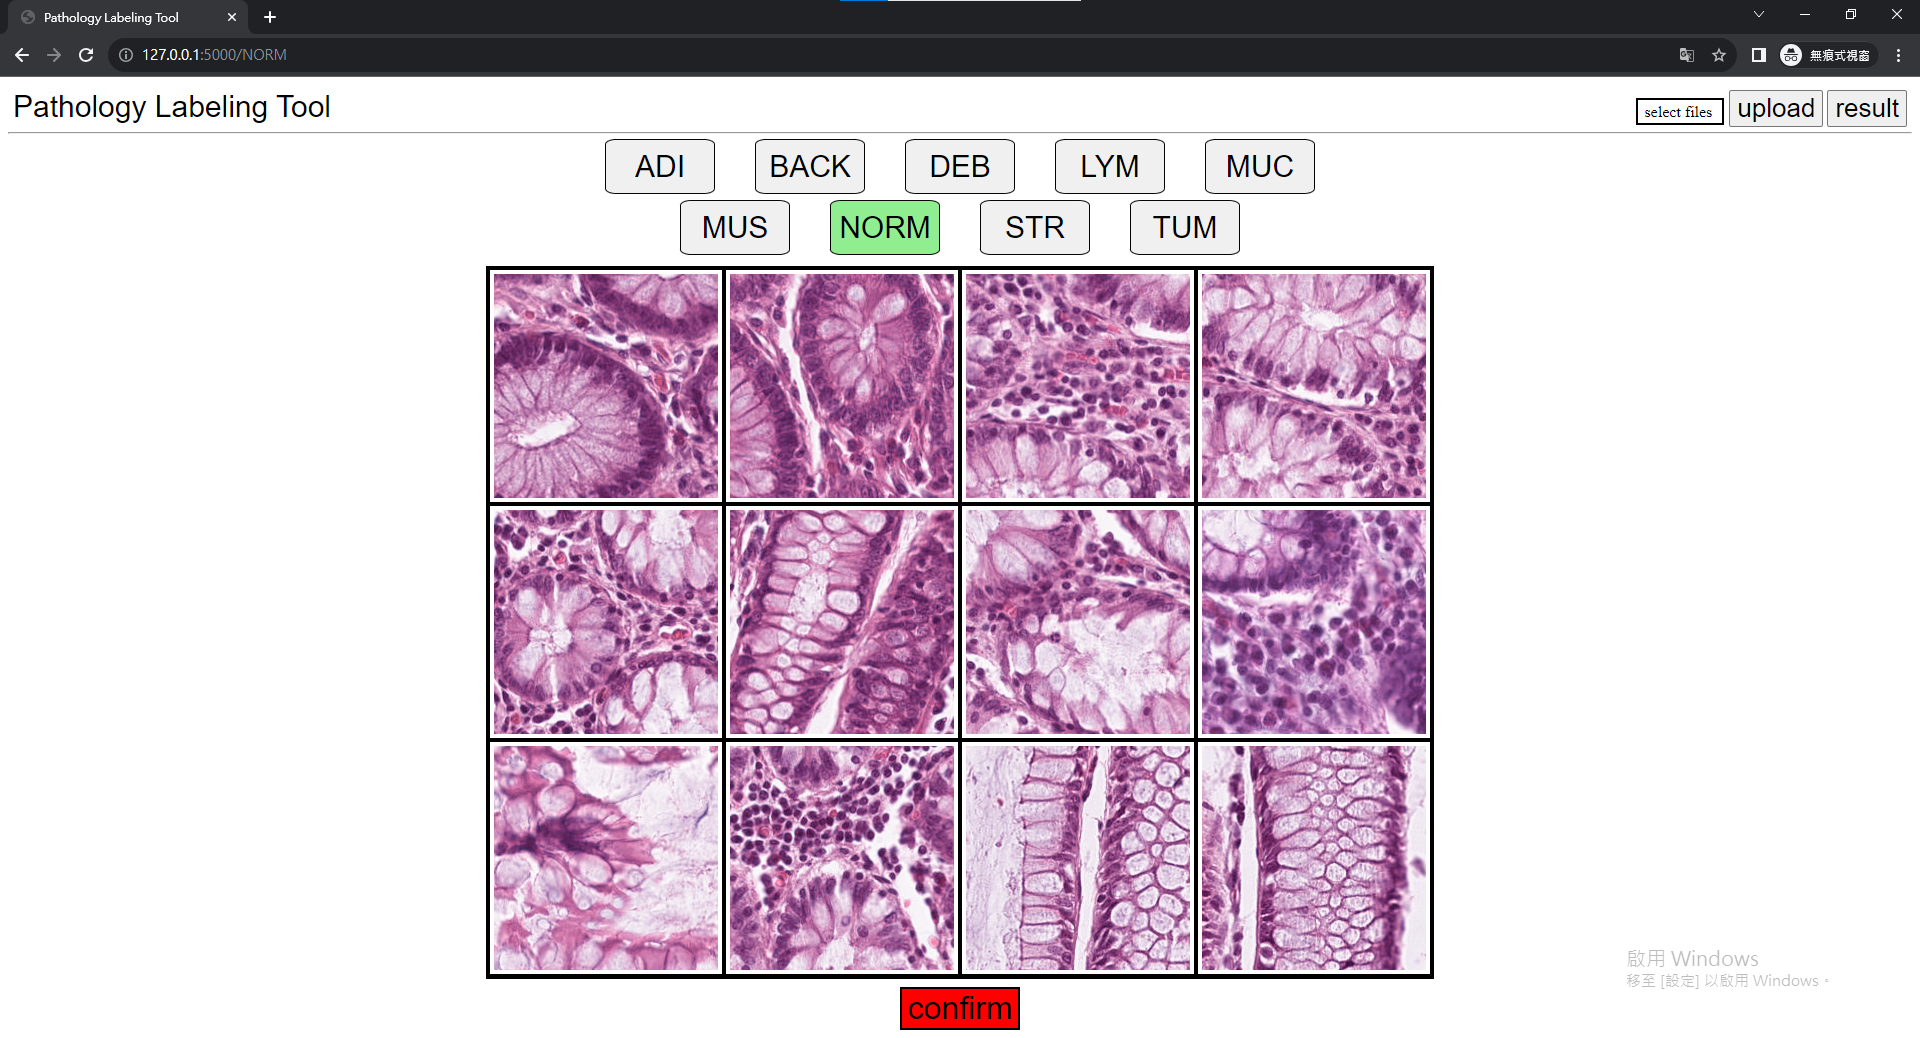 Pathology Labeling Tool
127.0.0.1:5000/NORM
無痕式視窗
Pathology Labeling Tool
select files
upload
result
ADI
BACK
DEB
LYM
MUC
MUS
NORM
STR
TUM
confirm
啟用 Windows
移至 [設定] 以啟用 Windows。